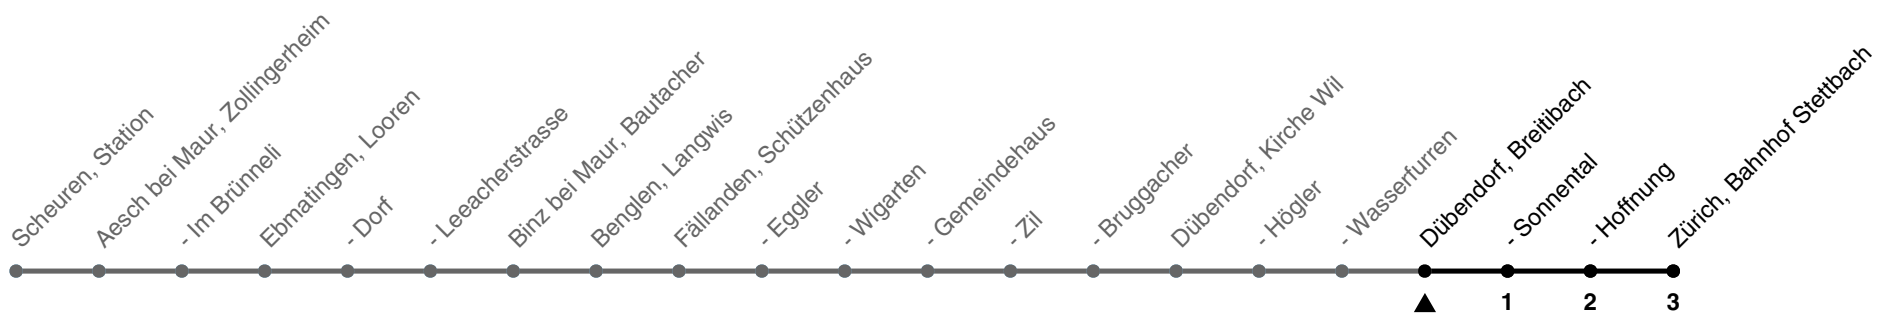 Scheuren, Station
Aesch bei Maur, Zollingerheim
- Im Brünneli
Ebmatingen, Looren
- Dorf
- Leeacherstrasse
Binz bei Maur, Bautacher
Benglen, Langwis
Fällanden, Schützenhaus
- Eggler
- Wigarten
- Gemeindehaus
- Zil
- Bruggacher
Dübendorf, Kirche Wil
- Högler
- Wasserfurren
Dübendorf, Breitibach
- Sonnental
- Hoffnung
Zürich, Bahnhof Stettbach
1 2 3